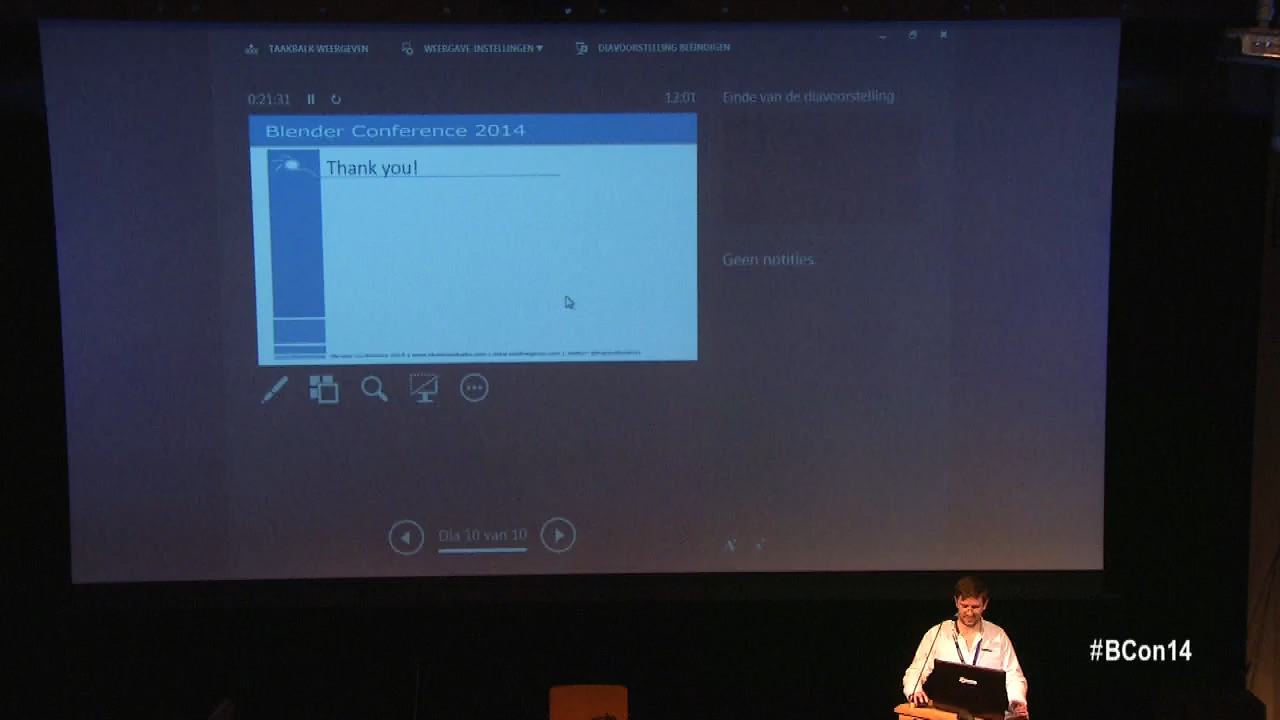 TAAKBALK WEERGEVEN
WEERGAVE-INSTELLINGEN ▾
DIAVOORSTELLING BEËINDIGEN
0:21:31
12:01
Einde van de diavoorstelling
Blender Conference 2014
Thank you!
Geen notities.
Dia 10 van 10
A A
#BCon14